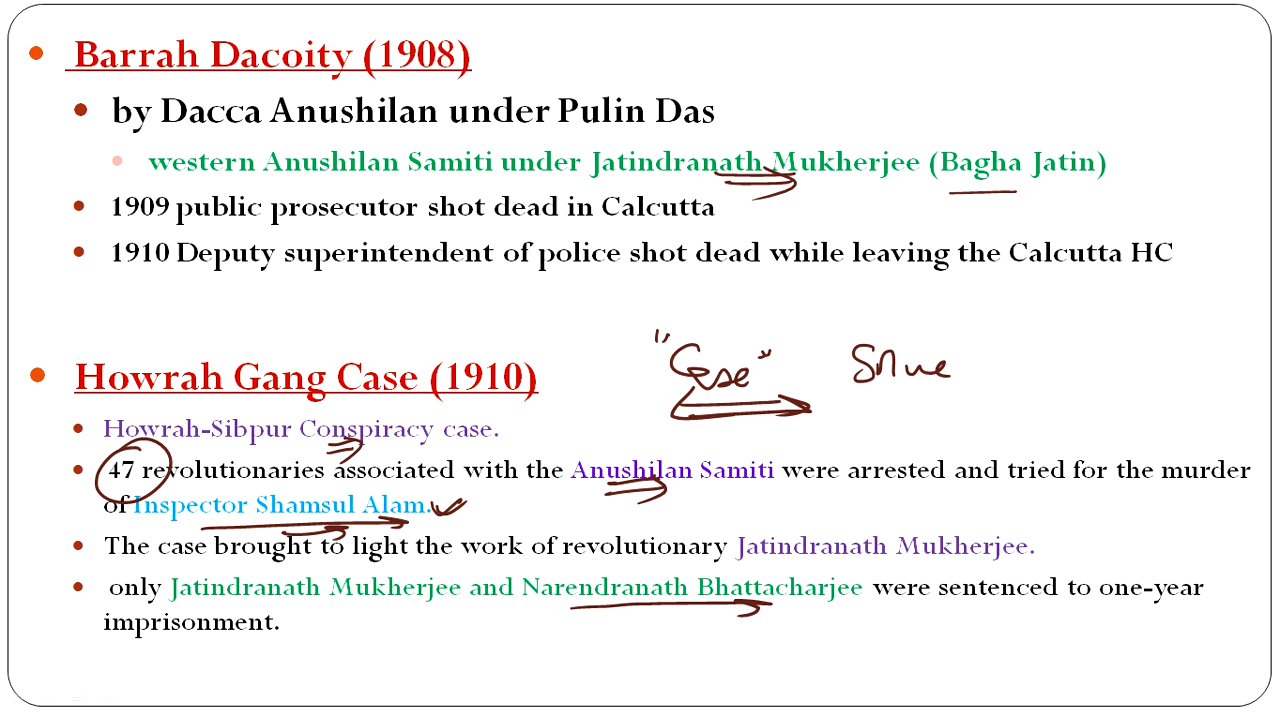 Barrah Dacoity (1908)
by Dacca Anushilan under Pulin Das
western Anushilan Samiti under Jatindranath Mukherjee (Bagha Jatin)
1909 public prosecutor shot dead in Calcutta
1910 Deputy superintendent of police shot dead while leaving the Calcutta HC
"Case"
Howrah Gang Case (1910)
Howrah-Sibpur Conspiracy case.
47 revolutionaries associated with the Anushilan Samiti were arrested and tried for the murder
of Inspector Shamsul Alam.
The case brought to light the work of revolutionary Jatindranath Mukherjee.
only Jatindranath Mukherjee and Narendranath Bhattacharjee were sentenced to one-year
imprisonment.